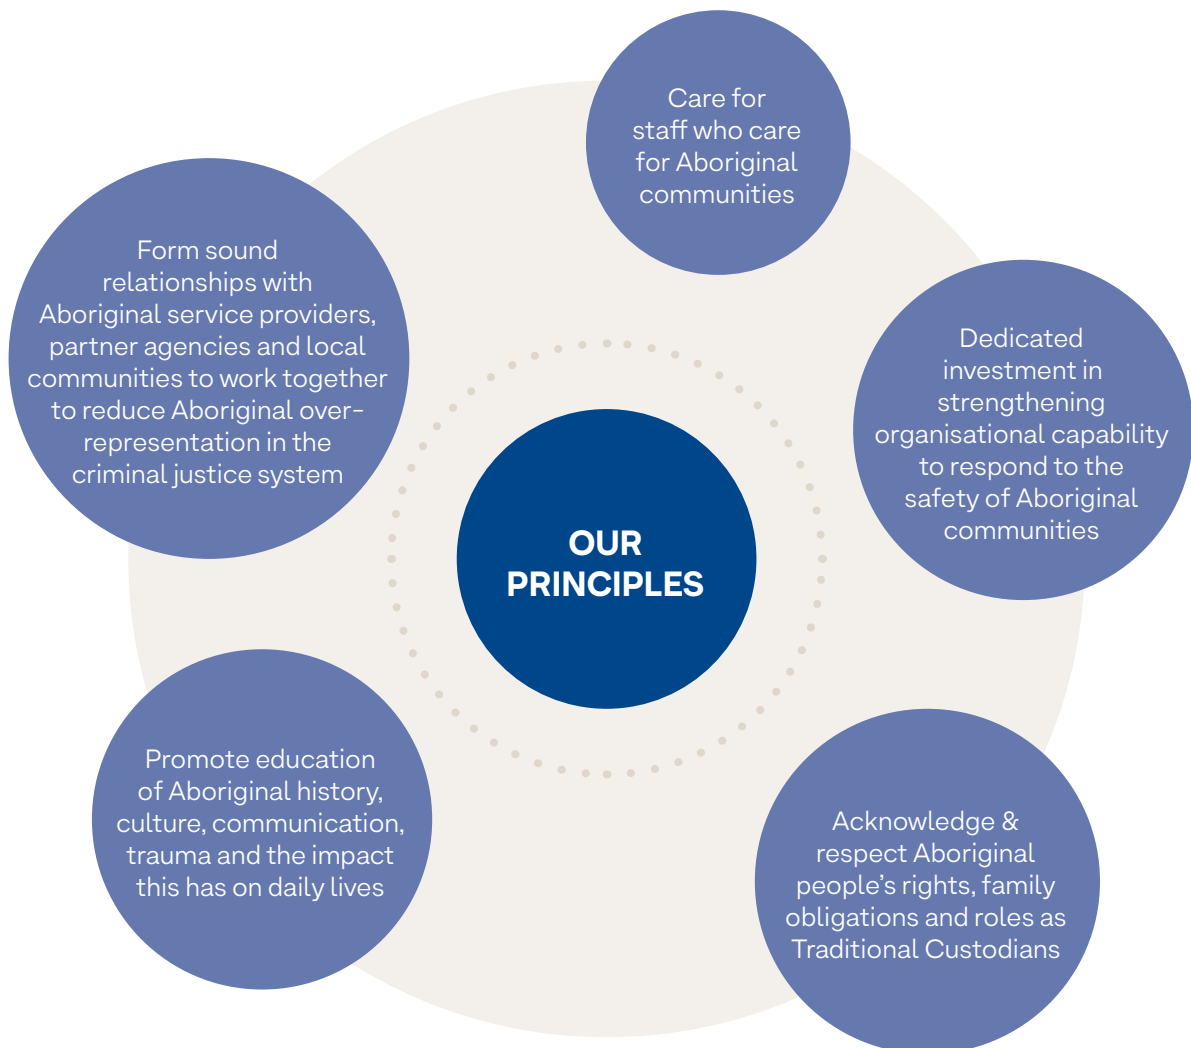 Care for
staff who care
for Aboriginal
communities
Form sound
relationships with
Aboriginal service providers,
partner agencies and local
communities to work together
to reduce Aboriginal over-
representation in the
criminal justice system
Dedicated
investment in
strengthening
organisational capability
to respond to the
safety of Aboriginal
communities
OUR
PRINCIPLES
Promote education
of Aboriginal history,
culture, communication,
trauma and the impact
this has on daily lives
Acknowledge &
respect Aboriginal
people’s rights, family
obligations and roles as
Traditional Custodians